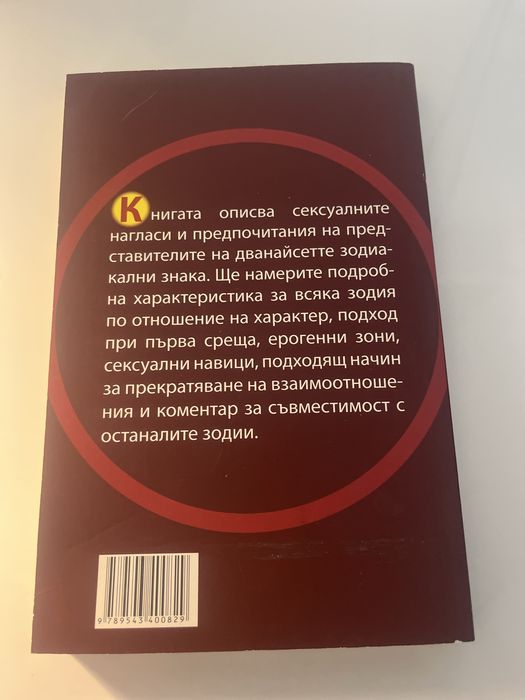 Книгата описва сексуалните
нагласи и предпочитания на пред-
ставителите на дванайсетте зодиа-
кални знака. Ще намерите подроб-
на характеристика за всяка зодия
по отношение на характер, подход
при първа среща, ерогенни зони,
сексуални навици, подходящ начин
за прекратяване на взаимоотноше-
ния и коментар за съвместимост с
останалите зодии.
9 789543 400829